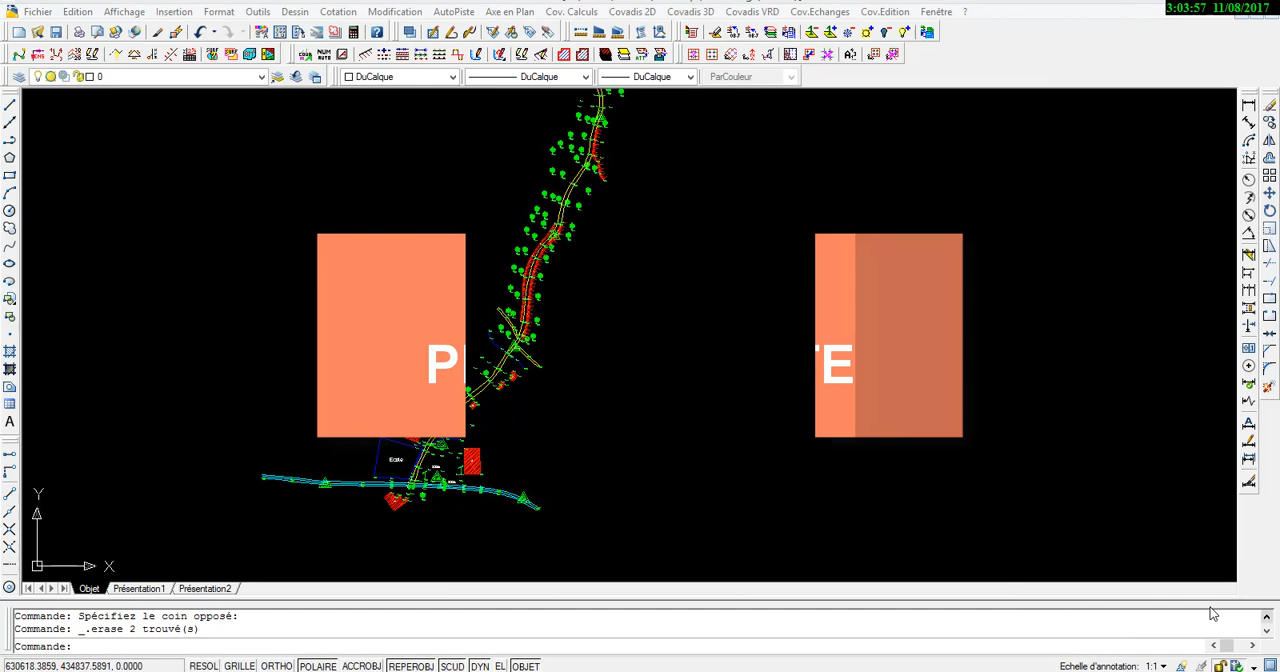 Fichier Edition Affichage Insertion Format Outils Dessin Cotation Modification AutoPiste Axe en Plan Cov. Calculs Covadis 2D Covadis 3D Covadis VRD Cov.Echanges Cov.Edition Fenêtre ?
3:03:57 11/08/2017
0 DuCalque DuCalque DuCalque ParCouleur
TE
A
Y
X
Objet Présentation1 Présentation2
Commande: Spécifiez le coin opposé:
Commande: _.erase 2 trouvé(s)
Commande:
630618.3859, 434837.5891, 0.0000 RESOL GRILLE ORTHO POLAIRE ACCROBJ REPEROBJ SCUD DYN EL OBJET Echelle d'annotation: 1:1